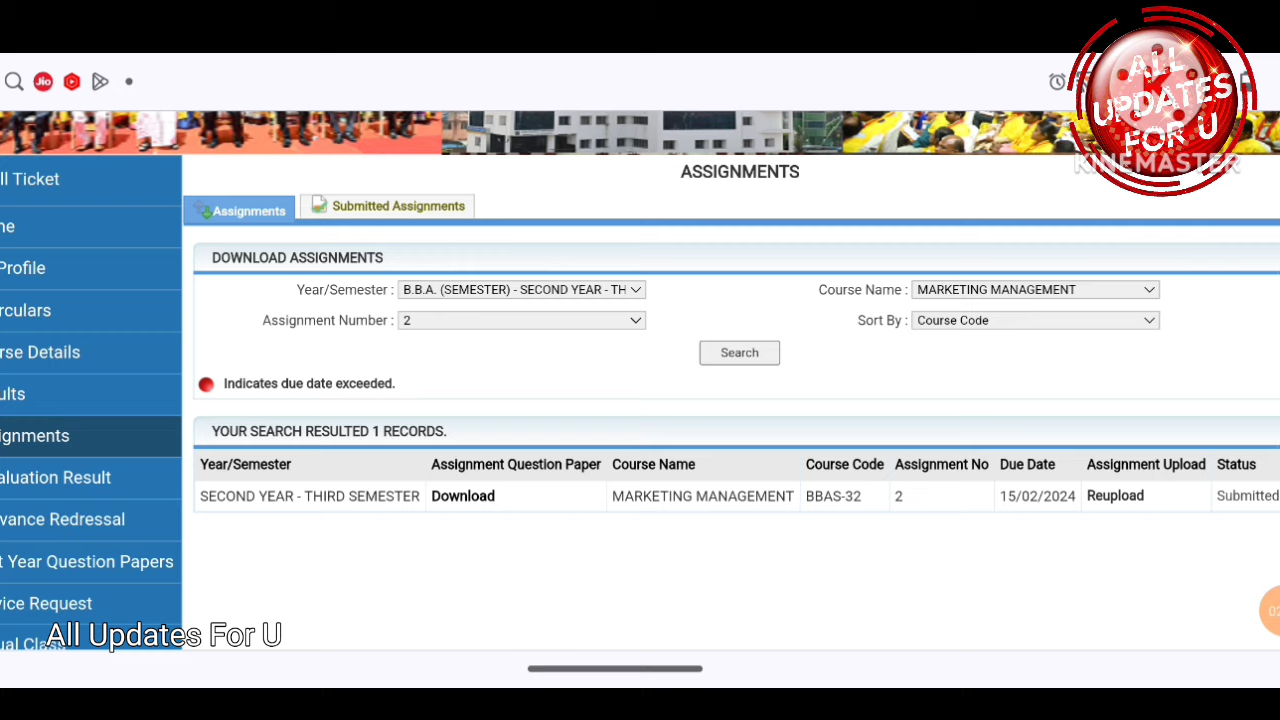 Jio
ALL
UPDATES
FOR U
KINEMASTER
ll Ticket
ne
Profile
rculars
rse Details
ults
ignments
aluation Result
vance Redressal
t Year Question Papers
vice Request
ual Class
ASSIGNMENTS
Assignments
Submitted Assignments
DOWNLOAD ASSIGNMENTS
Year/Semester : B.B.A. (SEMESTER) - SECOND YEAR - TH
Course Name : MARKETING MANAGEMENT
Assignment Number : 2
Sort By : Course Code
Search
Indicates due date exceeded.
YOUR SEARCH RESULTED 1 RECORDS.
Year/Semester Assignment Question Paper Course Name Course Code Assignment No Due Date Assignment Upload Status
SECOND YEAR - THIRD SEMESTER Download MARKETING MANAGEMENT BBAS-32 2 15/02/2024 Reupload Submitted
All Updates For U